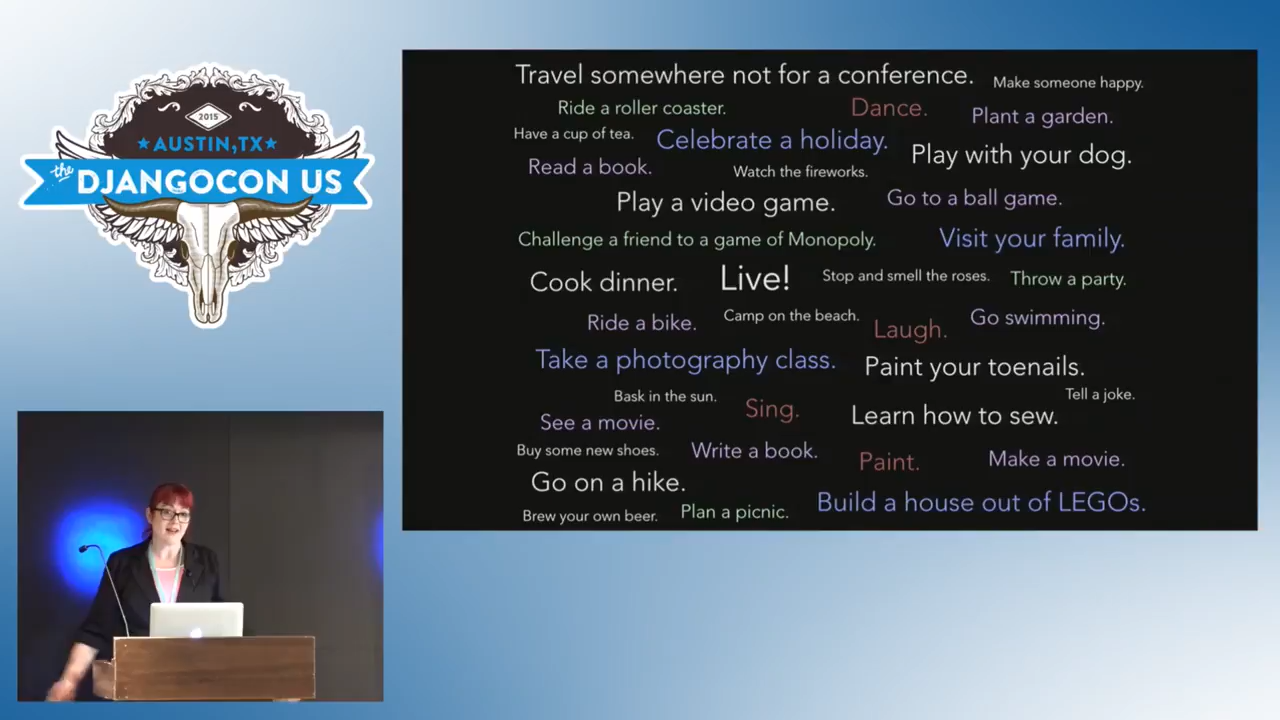 2015
AUSTIN, TX
the
DJANGOCON US
Travel somewhere not for a conference.
Make someone happy.
Ride a roller coaster.
Dance.
Plant a garden.
Have a cup of tea.
Celebrate a holiday.
Play with your dog.
Read a book.
Watch the fireworks.
Play a video game.
Go to a ball game.
Challenge a friend to a game of Monopoly.
Visit your family.
Cook dinner.
Live!
Stop and smell the roses.
Throw a party.
Ride a bike.
Camp on the beach.
Laugh.
Go swimming.
Take a photography class.
Paint your toenails.
Bask in the sun.
Tell a joke.
See a movie.
Sing.
Learn how to sew.
Buy some new shoes.
Write a book.
Paint.
Make a movie.
Go on a hike.
Brew your own beer.
Plan a picnic.
Build a house out of LEGOs.